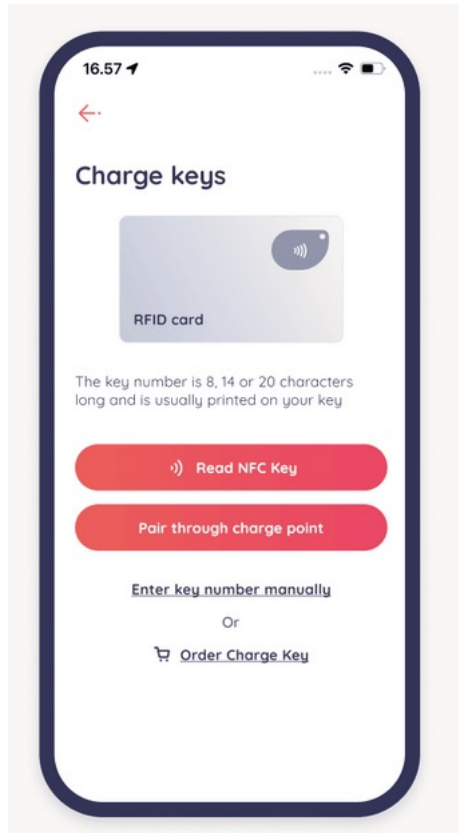 16.57
Charge keys
RFID card
The key number is 8, 14 or 20 characters
long and is usually printed on your key
Read NFC Key
Pair through charge point
Enter key number manually
Or
Order Charge Key